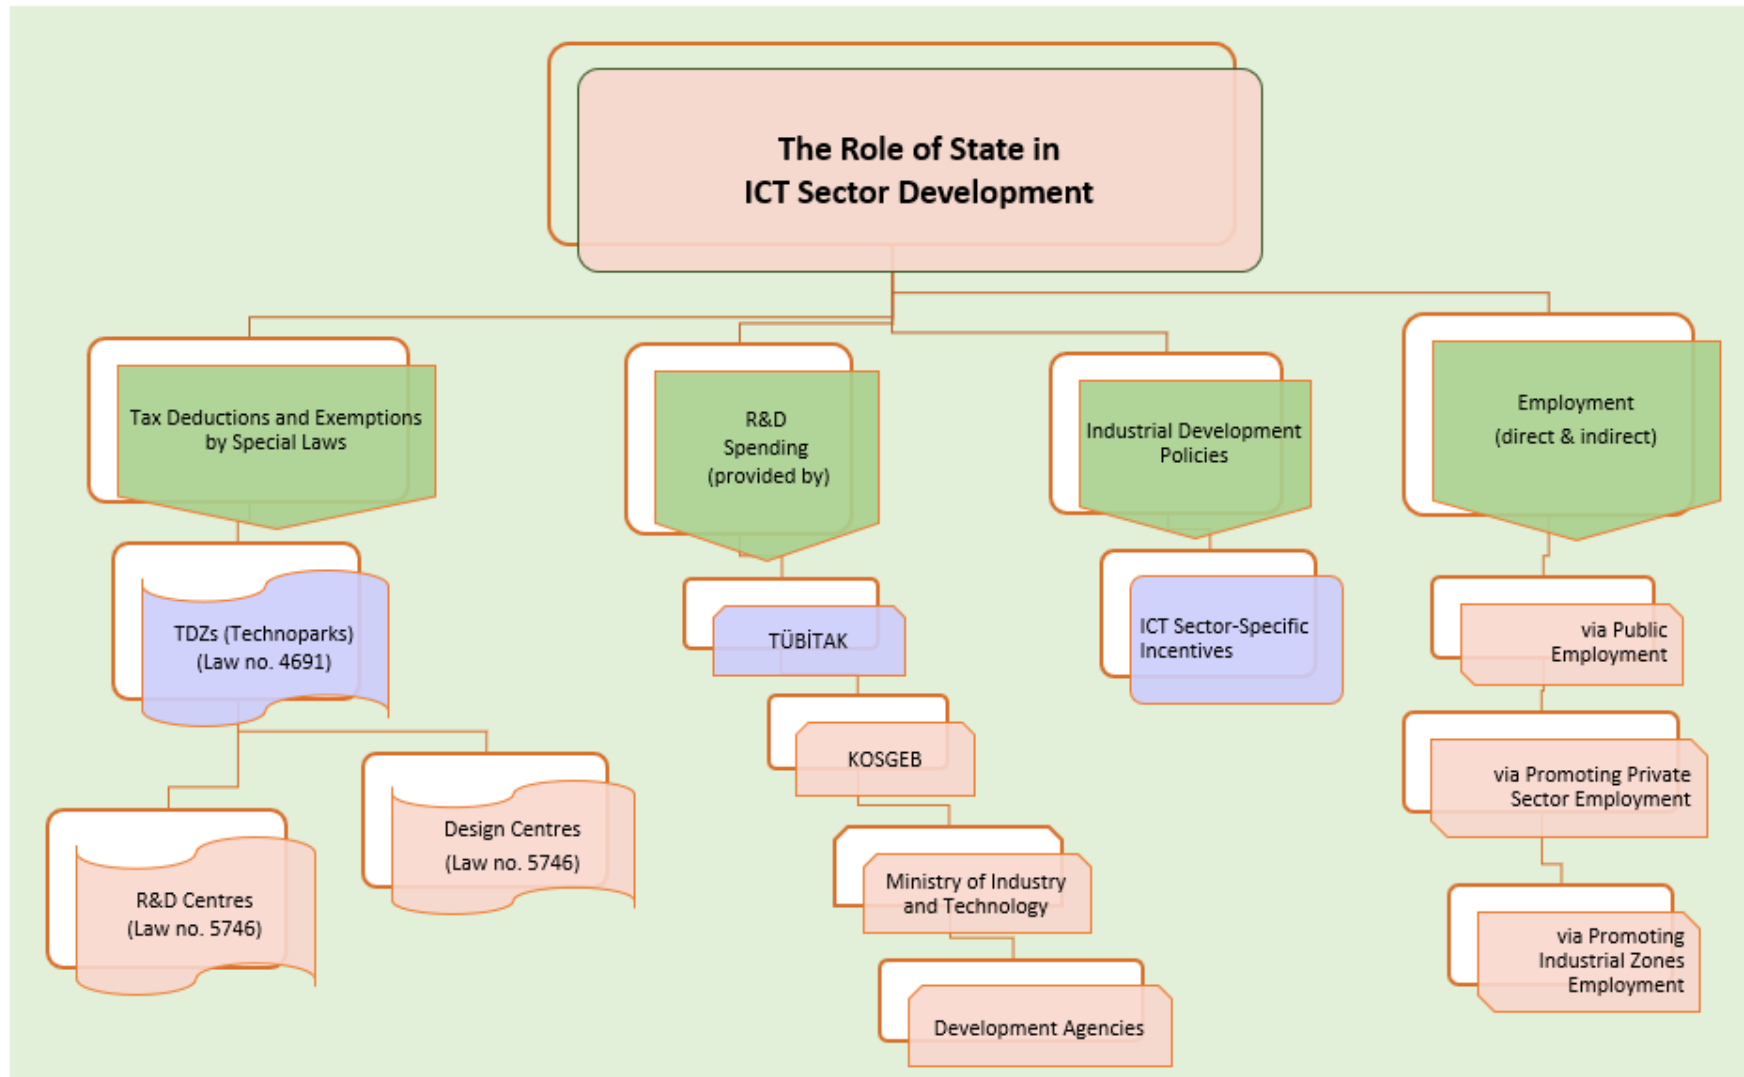 The Role of State in
ICT Sector Development
Tax Deductions and Exemptions
by Special Laws
TDZs (Technoparks)
(Law no. 4691)
R&D Centres
(Law no. 5746)
Design Centres
(Law no. 5746)
R&D
Spending
(provided by)
TÜBİTAK
KOSGEB
Ministry of Industry
and Technology
Development Agencies
Industrial Development
Policies
ICT Sector-Specific
Incentives
Employment
(direct & indirect)
via Public
Employment
via Promoting Private
Sector Employment
via Promoting
Industrial Zones
Employment